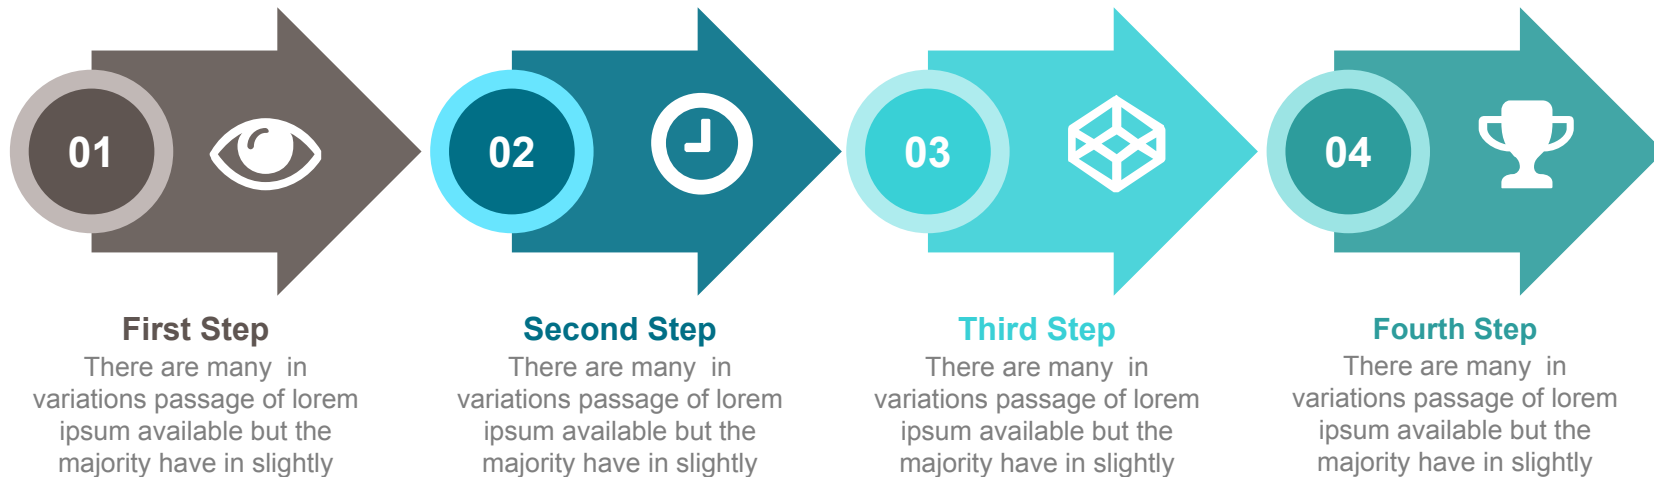 01
First Step
There are many  in
variations passage of lorem
ipsum available but the
majority have in slightly
02
Second Step
There are many  in
variations passage of lorem
ipsum available but the
majority have in slightly
03
Third Step
There are many  in
variations passage of lorem
ipsum available but the
majority have in slightly
04
Fourth Step
There are many  in
variations passage of lorem
ipsum available but the
majority have in slightly